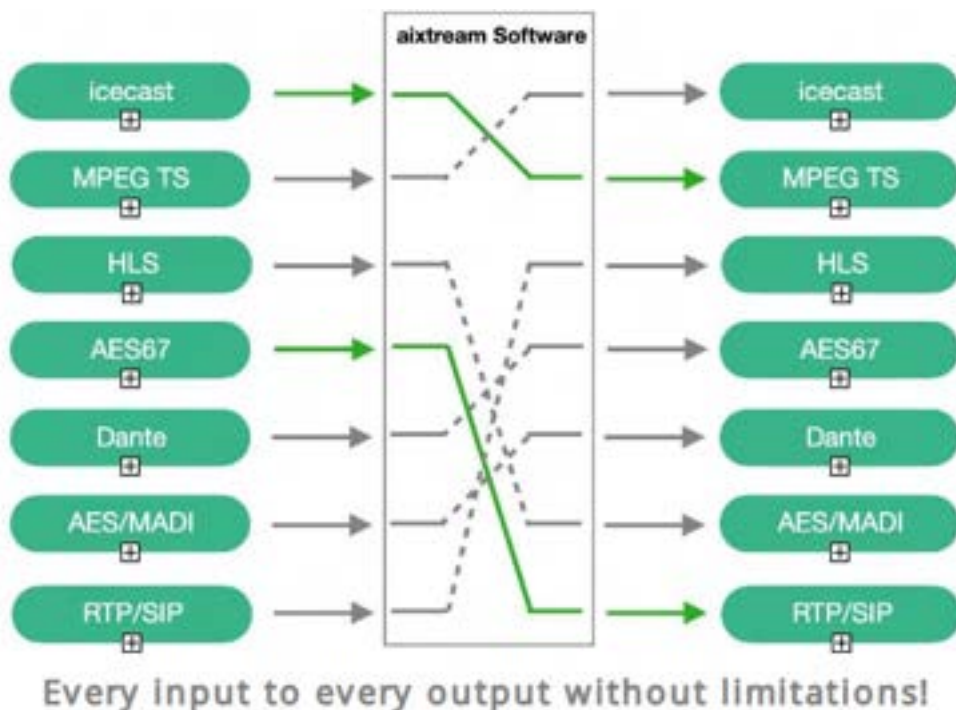 aixtream Software
icecast
icecast
MPEG TS
MPEG TS
HLS
HLS
AES67
AES67
Dante
Dante
AES/MADI
AES/MADI
RTP/SIP
RTP/SIP
Every input to every output without limitations!